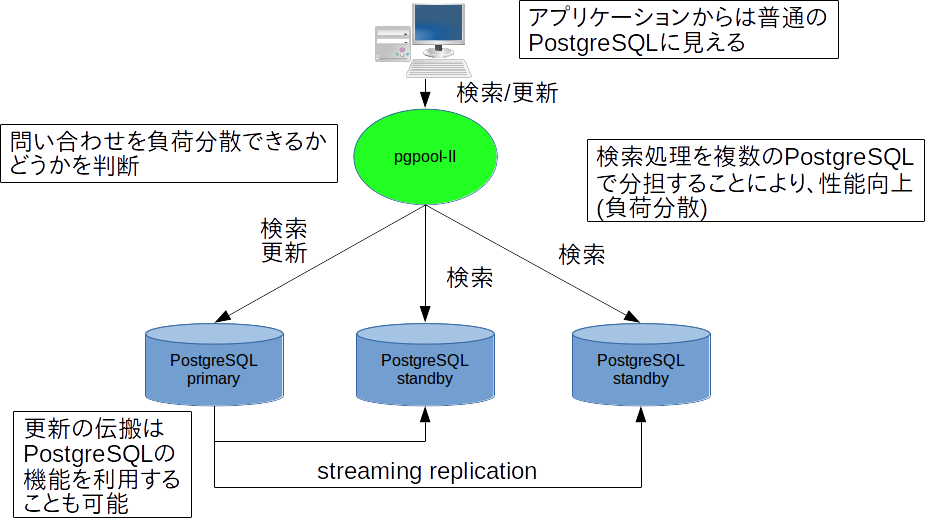 アプリケーションからは普通の
PostgreSQLに見える
検索/更新
問い合わせを負荷分散できるか
どうかを判断
pgpool-II
検索処理を複数のPostgreSQL
で分担することにより、性能向上
(負荷分散)
検索
更新
検索
検索
PostgreSQL
primary
PostgreSQL
standby
PostgreSQL
standby
更新の伝搬は
PostgreSQLの
機能を利用する
ことも可能
streaming replication